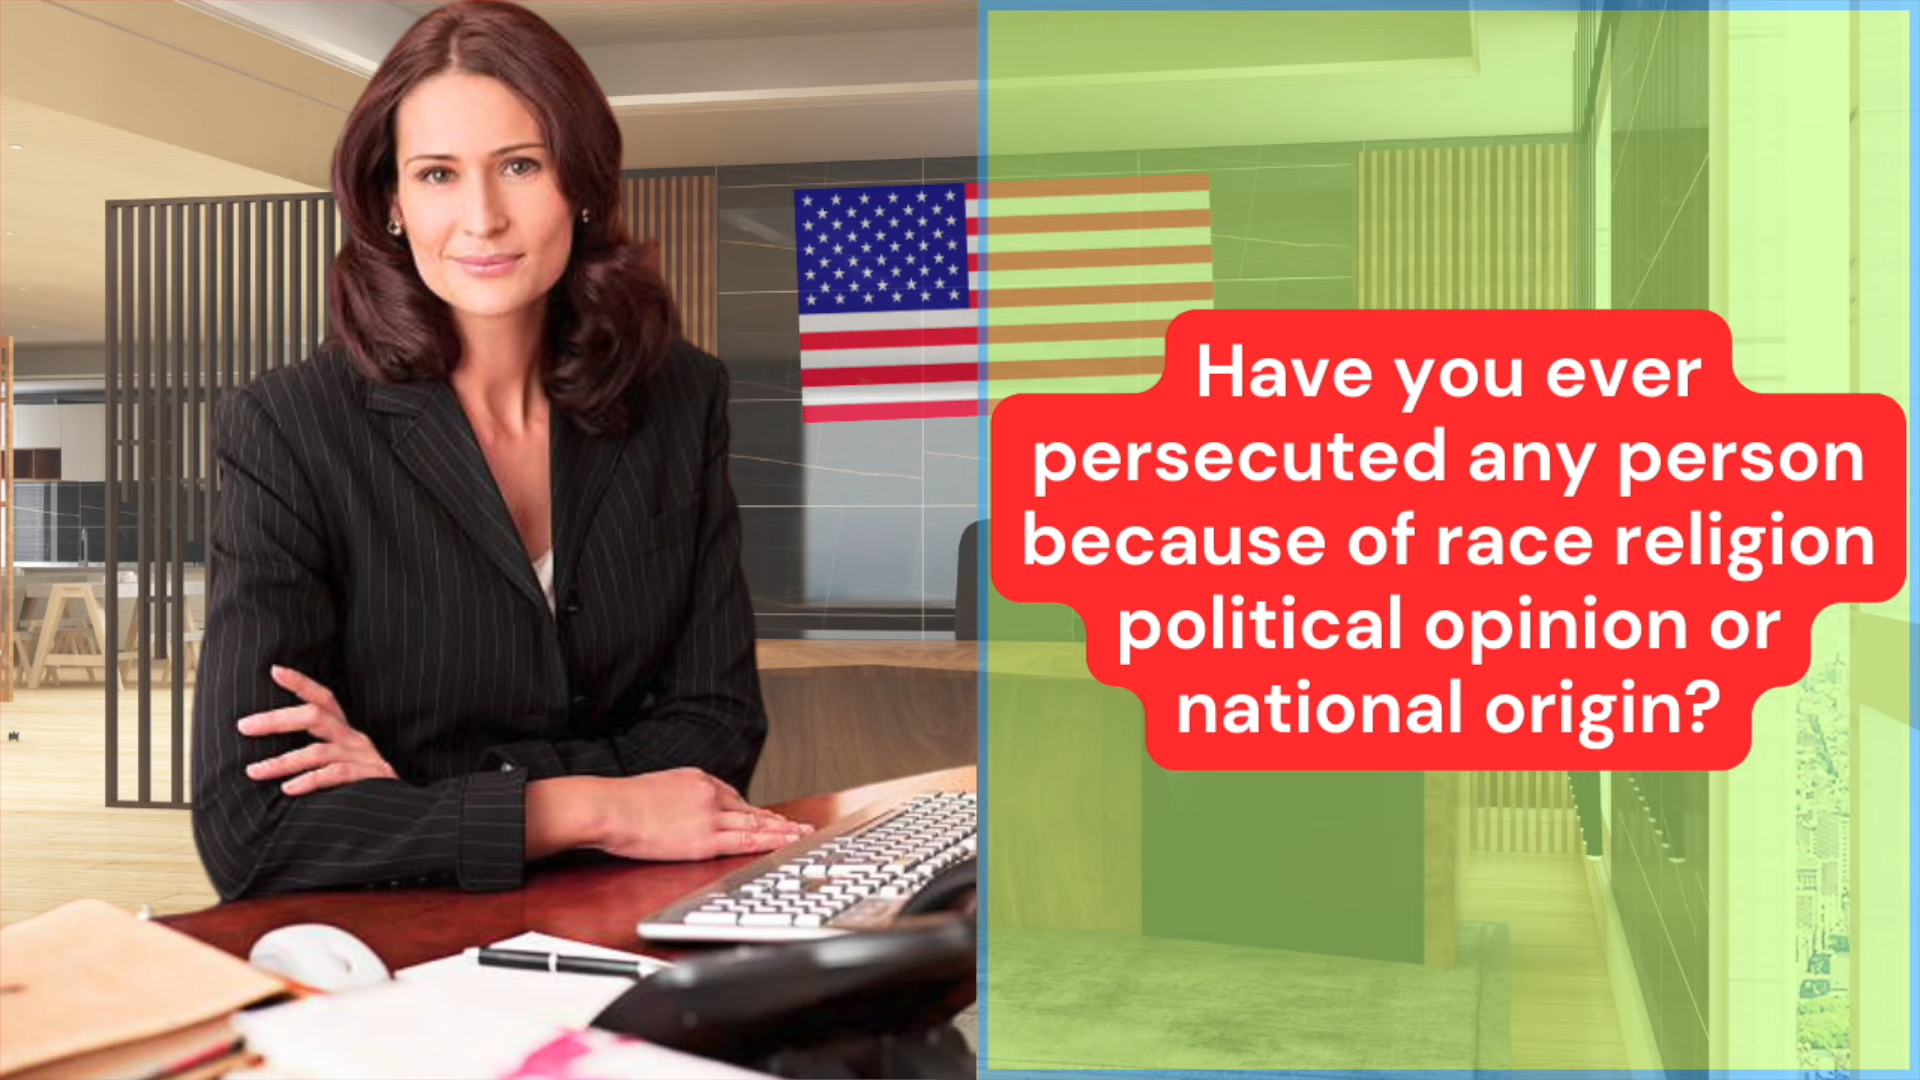 Have you ever
persecuted any person
because of race religion
political opinion or
national origin?